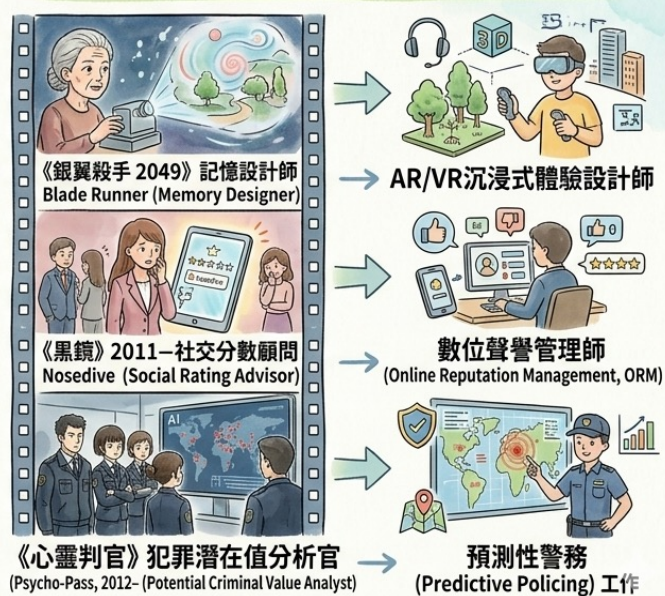 3D
《銀翼殺手 2049》記憶設計師
Blade Runner (Memory Designer)
AR/VR沉浸式體驗設計師
《黑鏡》2011—社交分數顧問
Nosedive (Social Rating Advisor)
數位聲譽管理師
(Online Reputation Management, ORM)
AI
《心靈判官》犯罪潛在值分析官
(Psycho-Pass, 2012– (Potential Criminal Value Analyst)
預測性警務
(Predictive Policing) 工作